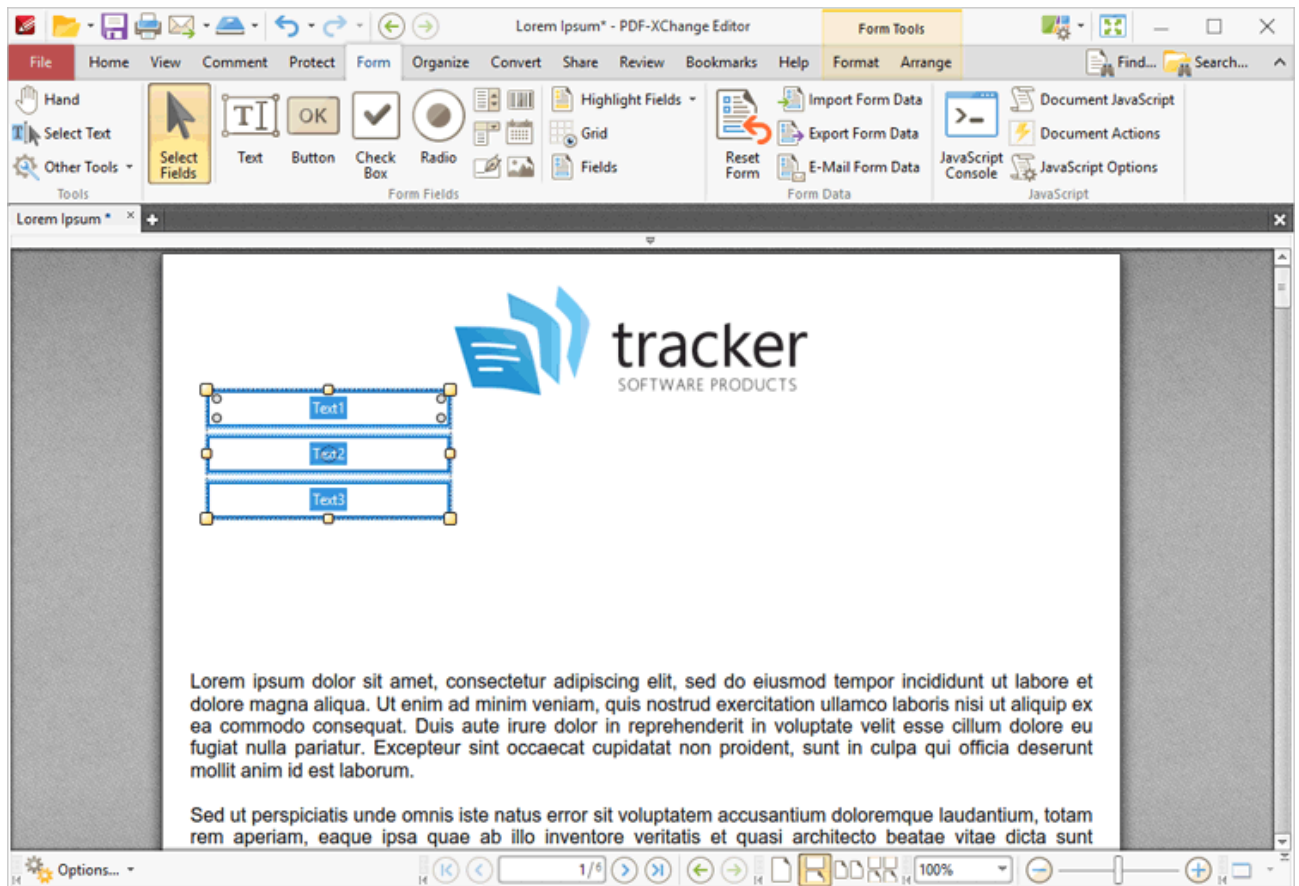 Lorem Ipsum* - PDF-XChange Editor
Form Tools
File Home View Comment Protect Form Organize Convert Share Review Bookmarks Help Format Arrange Find... Search...
Hand
Select Text
Other Tools
Tools
Select Fields
Text
OK
Button
Check Box
Radio
Highlight Fields
Grid
Fields
Form Fields
Reset Form
Import Form Data
Export Form Data
E-Mail Form Data
Form Data
JavaScript Console
Document JavaScript
Document Actions
JavaScript Options
JavaScript
Lorem Ipsum *
tracker
SOFTWARE PRODUCTS
Text1
Text2
Text3
Lorem ipsum dolor sit amet, consectetur adipiscing elit, sed do eiusmod tempor incididunt ut labore et
dolore magna aliqua. Ut enim ad minim veniam, quis nostrud exercitation ullamco laboris nisi ut aliquip ex
ea commodo consequat. Duis aute irure dolor in reprehenderit in voluptate velit esse cillum dolore eu
fugiat nulla pariatur. Excepteur sint occaecat cupidatat non proident, sunt in culpa qui officia deserunt
mollit anim id est laborum.
Sed ut perspiciatis unde omnis iste natus error sit voluptatem accusantium doloremque laudantium, totam
rem aperiam, eaque ipsa quae ab illo inventore veritatis et quasi architecto beatae vitae dicta sunt
Options...
1/6
100%